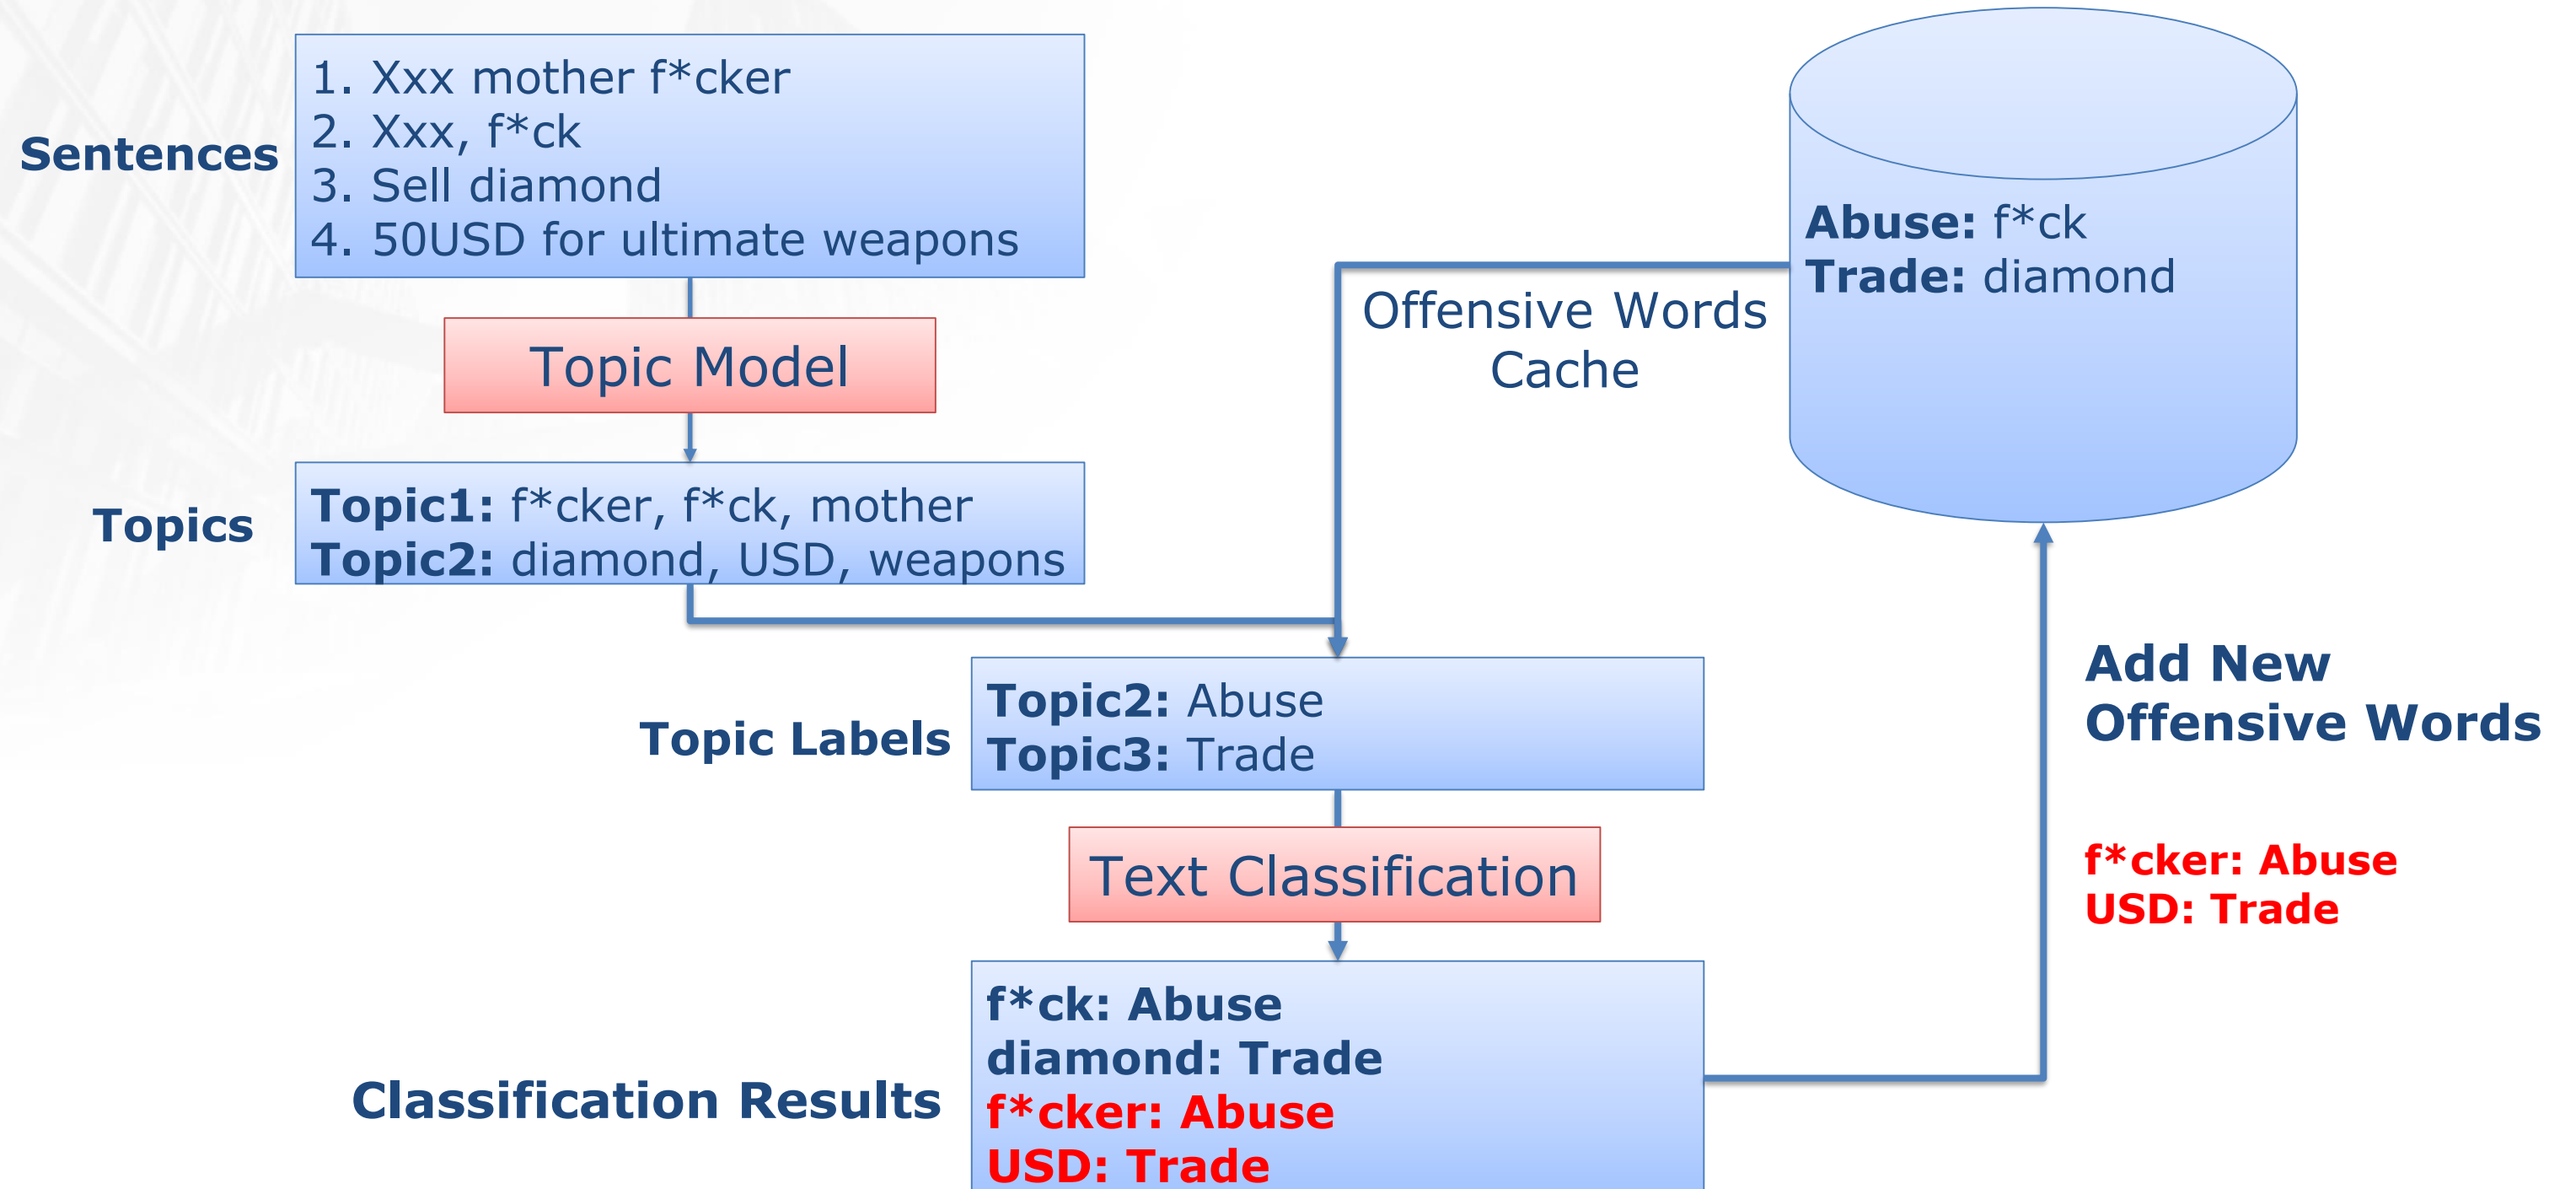 Sentences
1. Xxx mother f*cker
2. Xxx, f*ck
3. Sell diamond
4. 50USD for ultimate weapons
Topic Model
Topics
Topic1: f*cker, f*ck, mother
Topic2: diamond, USD, weapons
Offensive Words
Cache
Abuse: f*ck
Trade: diamond
Topic Labels
Topic2: Abuse
Topic3: Trade
Text Classification
Classification Results
f*ck: Abuse
diamond: Trade
f*cker: Abuse
USD: Trade
Add New
Offensive Words
f*cker: Abuse
USD: Trade